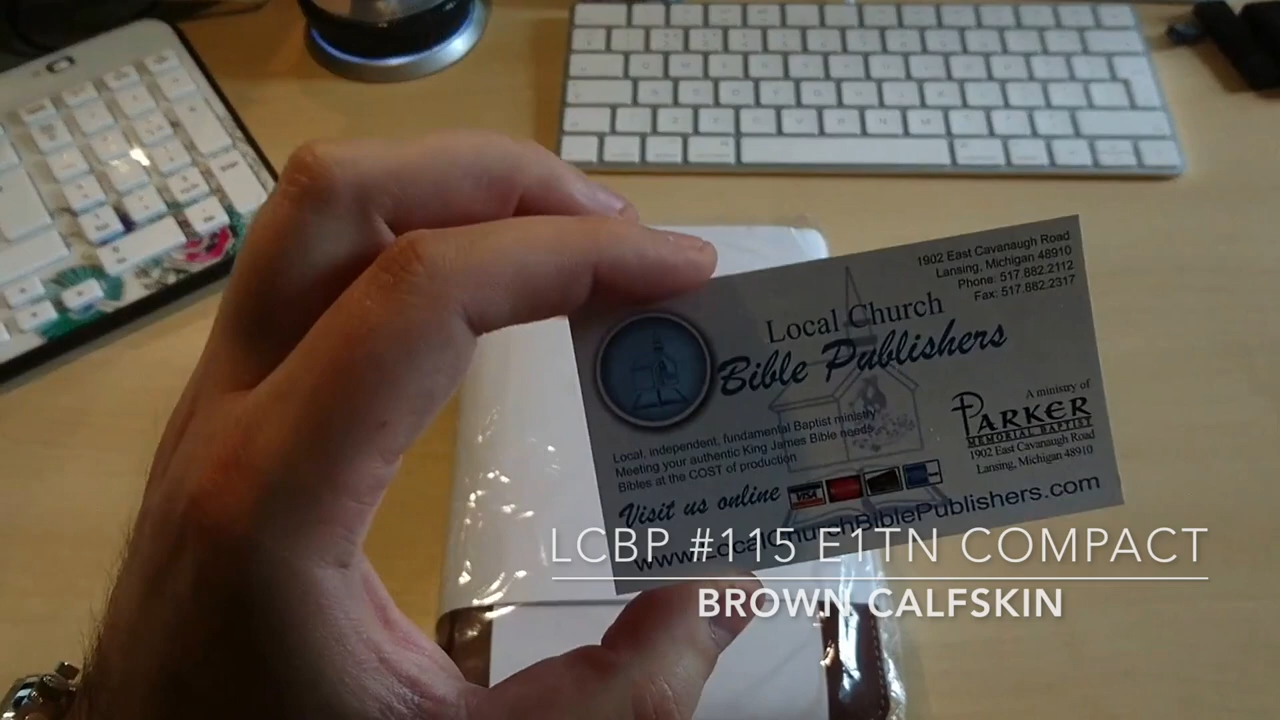 1902 East Cavanaugh Road
Lansing, Michigan 48910
Phone: 517.882.2112
Fax: 517.882.2317
Local Church
Bible Publishers
Local, independent, fundamental Baptist ministry
Meeting your authentic King James Bible needs
Bibles at the COST of production
A ministry of
PARKER
MEMORIAL BAPTIST
1902 East Cavanaugh Road
Lansing, Michigan 48910
Visit us online
VISA
www.LocalChurchBiblePublishers.com
LCBP #115 E1TN COMPACT
BROWN CALFSKIN